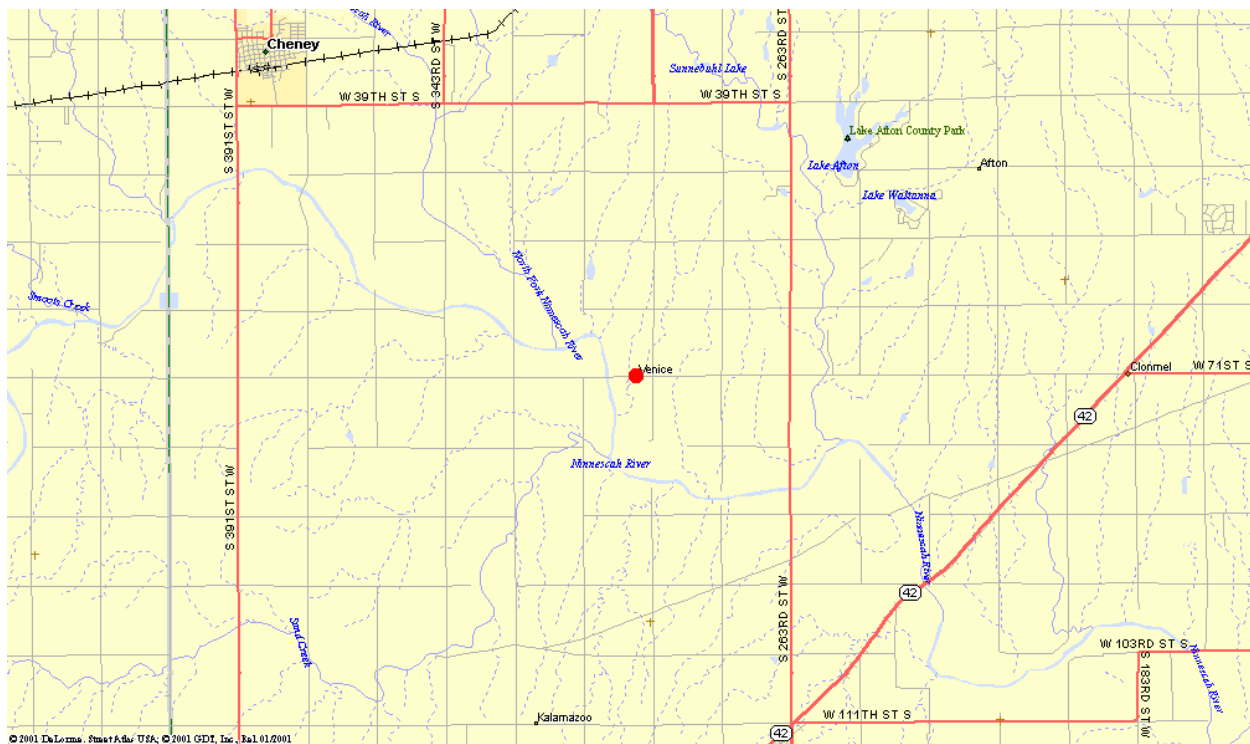 Cheney
S 343RD ST W
S 263RD ST W
Sunnebuhl Lake
W 39TH ST S
W 39TH ST S
S 391ST ST W
Lake Afton County Park
Lake Afton
Afton
Lake Waltanna
North Fork Ninnescah River
Smoots Creek
Venice
Clonmel
W 71ST S
42
Ninnescah River
S 391ST ST W
Ninnescah River
42
S 263RD ST W
Sand Creek
W 103RD ST S
S 183RD ST W
Ninnescah River
Kalamazoo
W 111TH ST S
42
© 2001 DeLorme. Street Atlas USA; © 2001 GDT, Inc., Rel. 01/2001